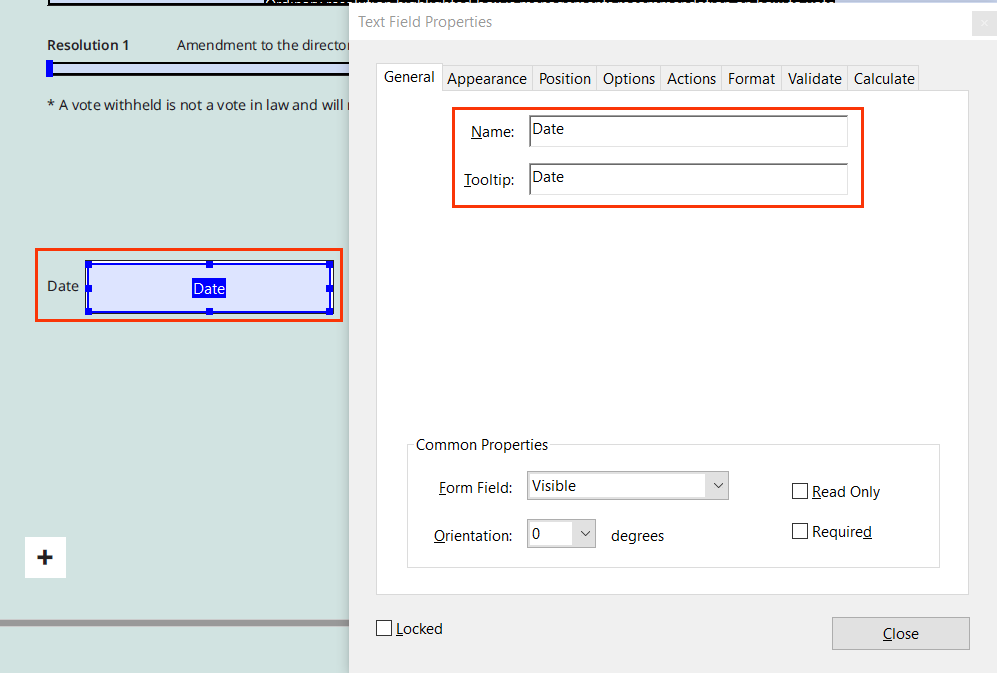 Text Field Properties
Resolution 1 Amendment to the director
* A vote withheld is not a vote in law and will
General Appearance Position Options Actions Format Validate Calculate
Name: Date
Tooltip: Date
Date Date
Common Properties
Form Field: Visible
Read Only
Orientation: 0 degrees
Required
Locked
Close